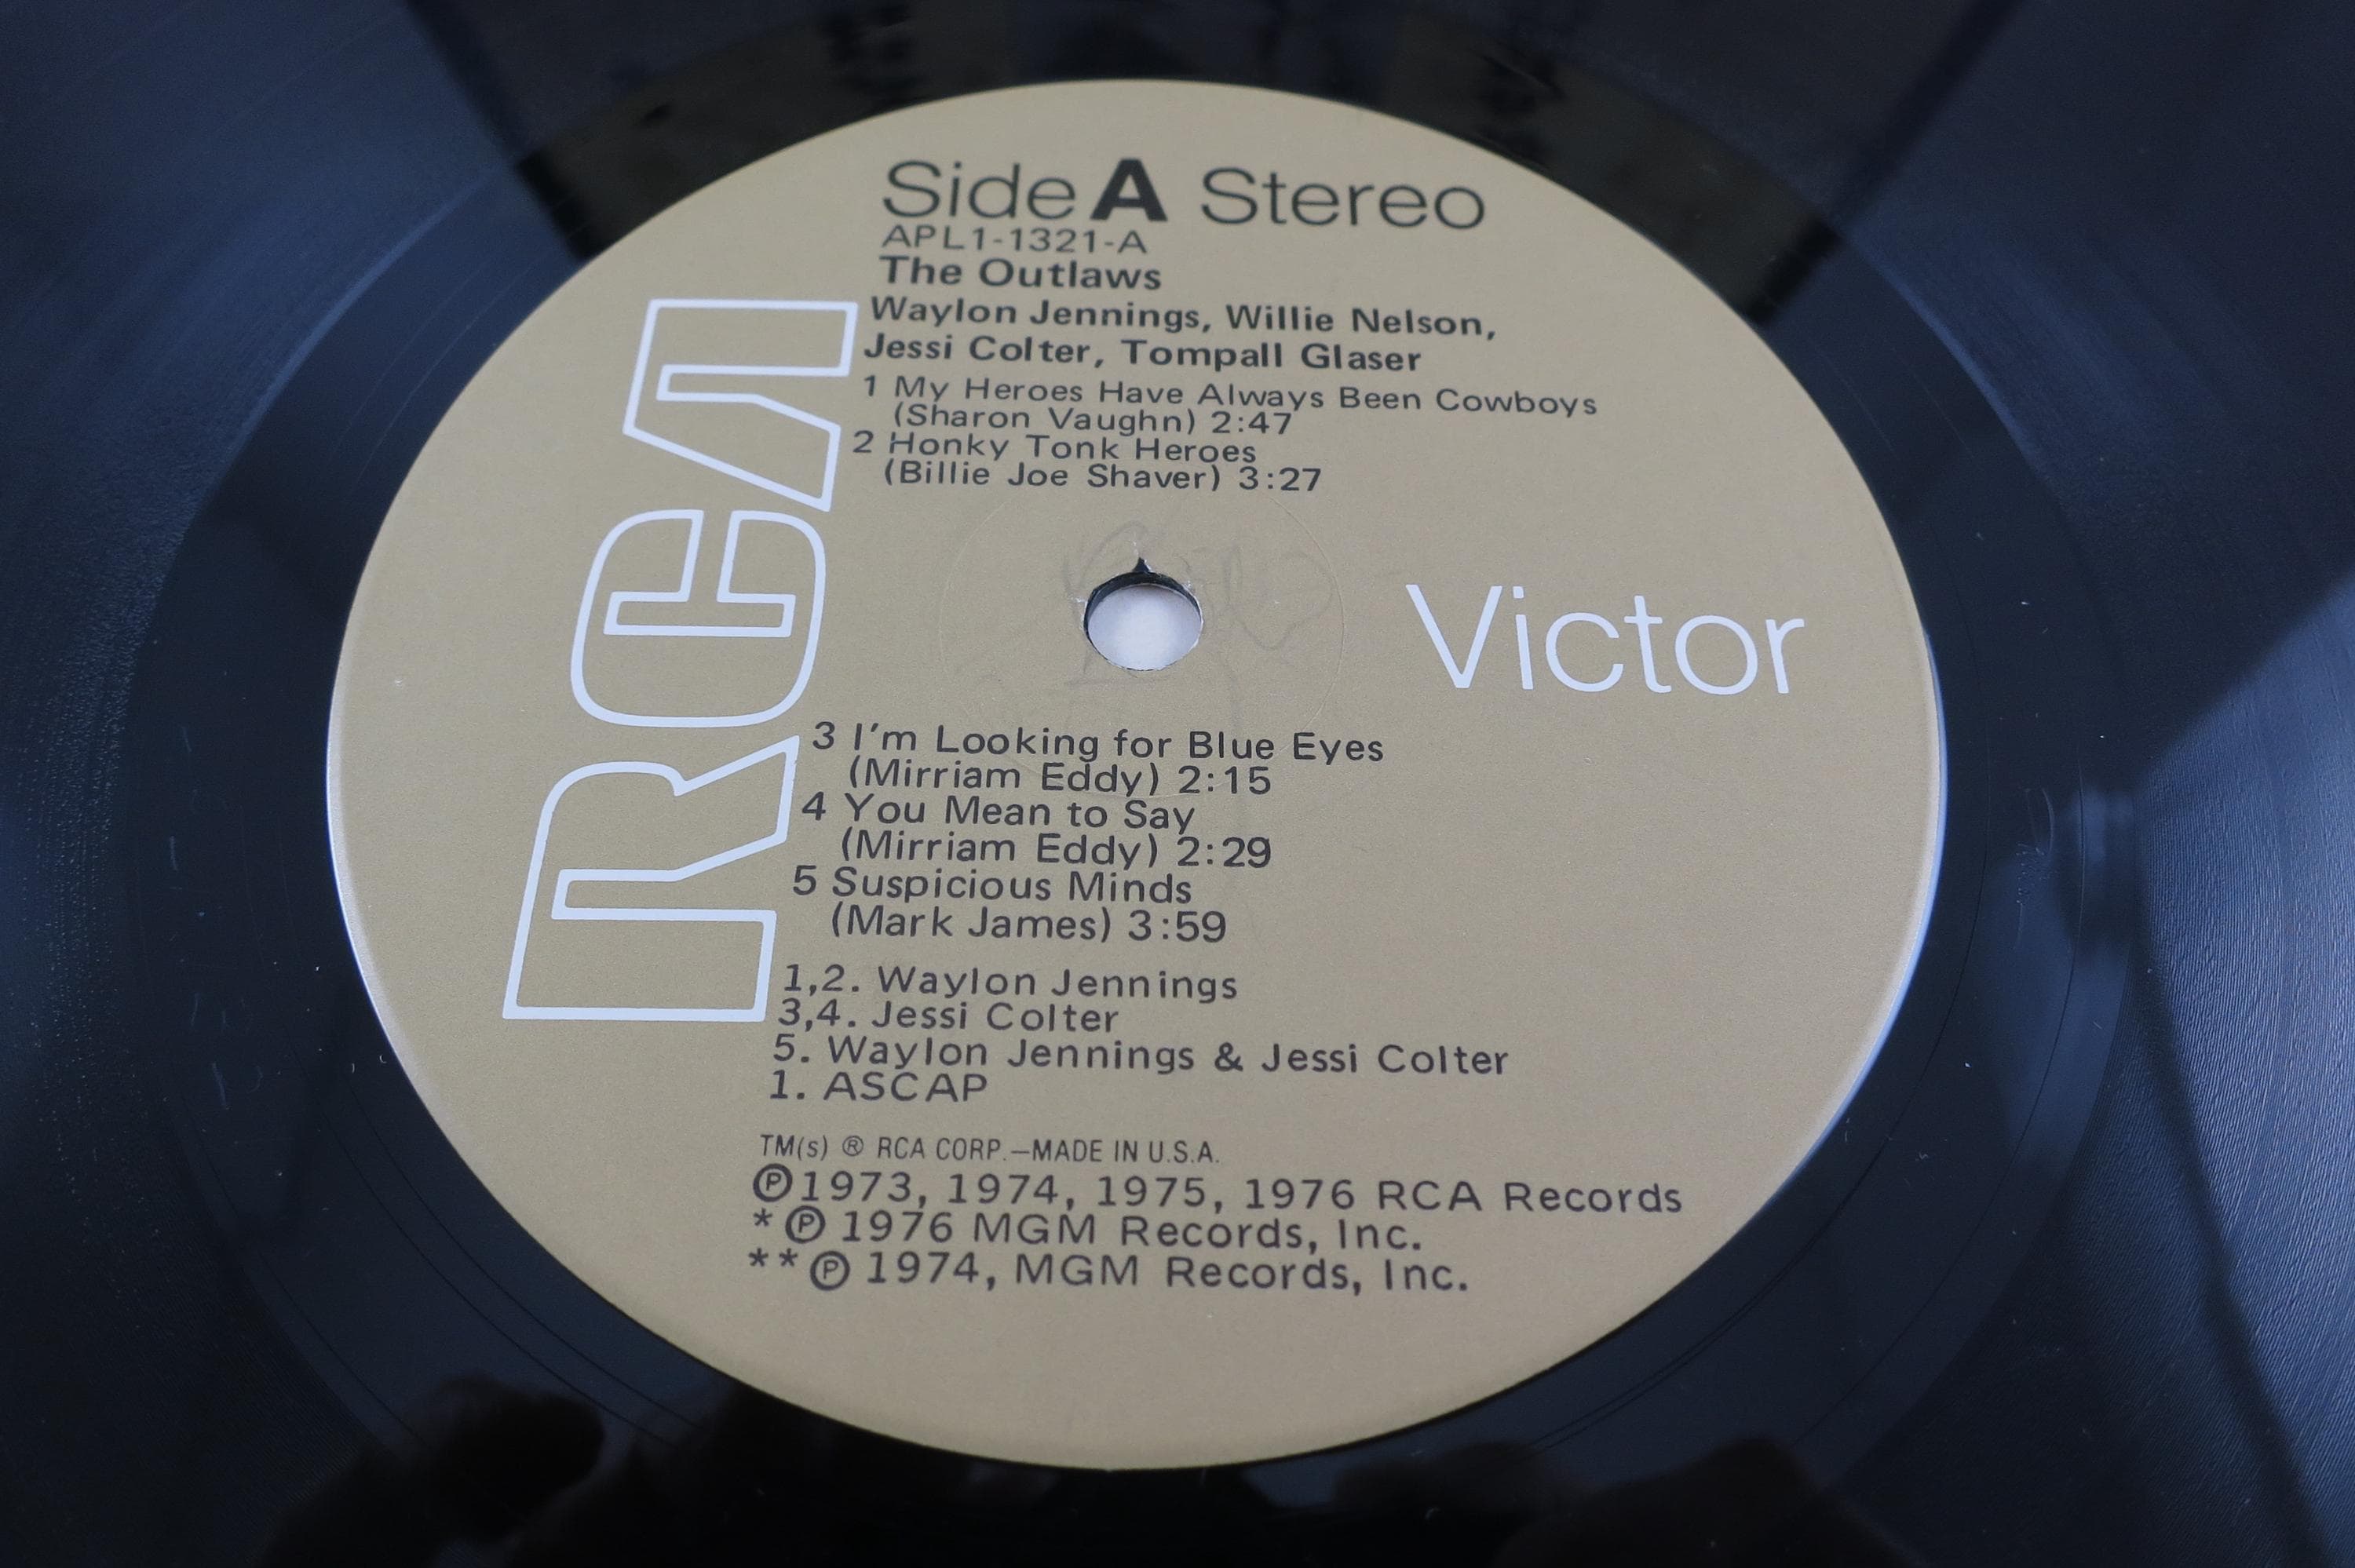 Side A Stereo
APL1-1321-A
The Outlaws
Waylon Jennings, Willie Nelson,
Jessi Colter, Tompall Glaser
1 My Heroes Have Always Been Cowboys
(Sharon Vaughn) 2:47
2 Honky Tonk Heroes
(Billie Joe Shaver) 3:27
RCA
Victor
3 I'm Looking for Blue Eyes
(Mirriam Eddy) 2:15
4 You Mean to Say
(Mirriam Eddy) 2:29
5 Suspicious Minds
(Mark James) 3:59
1,2. Waylon Jennings
3,4. Jessi Colter
5. Waylon Jennings & Jessi Colter
1. ASCAP
TM(s) ® RCA CORP.—MADE IN U.S.A.
℗1973, 1974, 1975, 1976 RCA Records
*℗ 1976 MGM Records, Inc.
**℗ 1974, MGM Records, Inc.